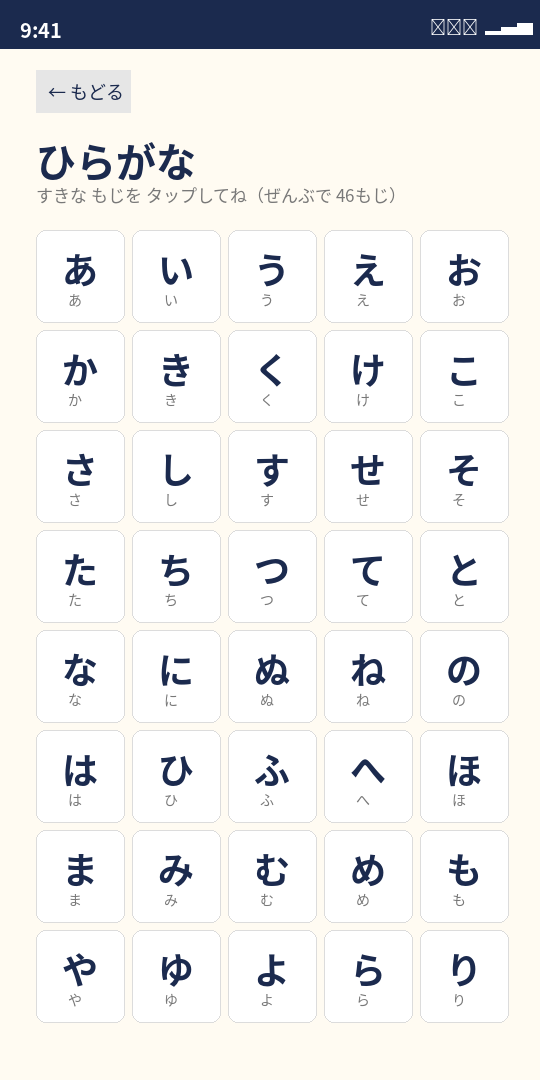 9:41
← もどる
ひらがな
すきな もじを タップしてね（ぜんぶで 46もじ）
あ い う え お
あ い う え お
か き く け こ
か き く け こ
さ し す せ そ
さ し す せ そ
た ち つ て と
た ち つ て と
な に ぬ ね の
な に ぬ ね の
は ひ ふ へ ほ
は ひ ふ へ ほ
ま み む め も
ま み む め も
や ゆ よ ら り
や ゆ よ ら り